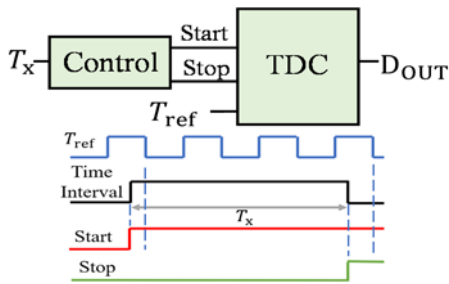 Start
Tx Control Stop TDC DOUT
Tref
Tref
Time
Interval
Tx
Start
Stop